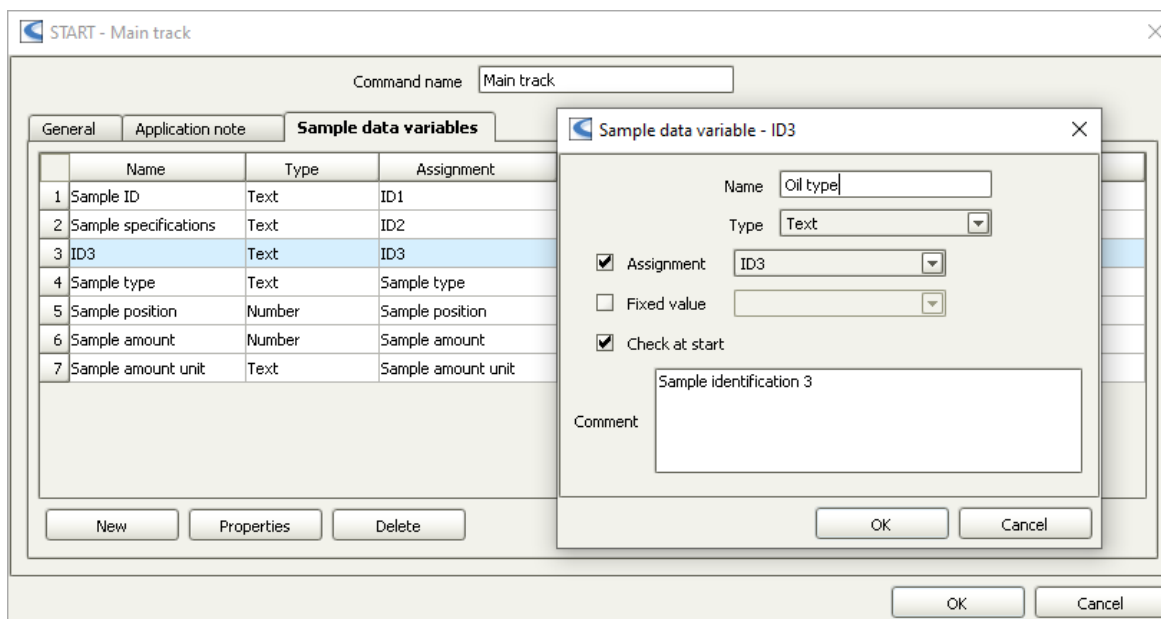 START - Main track
Command name Main track
General Application note Sample data variables
Name Type Assignment
1 Sample ID Text ID1
2 Sample specifications Text ID2
3 ID3 Text ID3
4 Sample type Text Sample type
5 Sample position Number Sample position
6 Sample amount Number Sample amount
7 Sample amount unit Text Sample amount unit
New Properties Delete
Sample data variable - ID3
Name Oil type
Type Text
Assignment ID3
Fixed value
Check at start
Sample identification 3
Comment
OK Cancel
OK Cancel